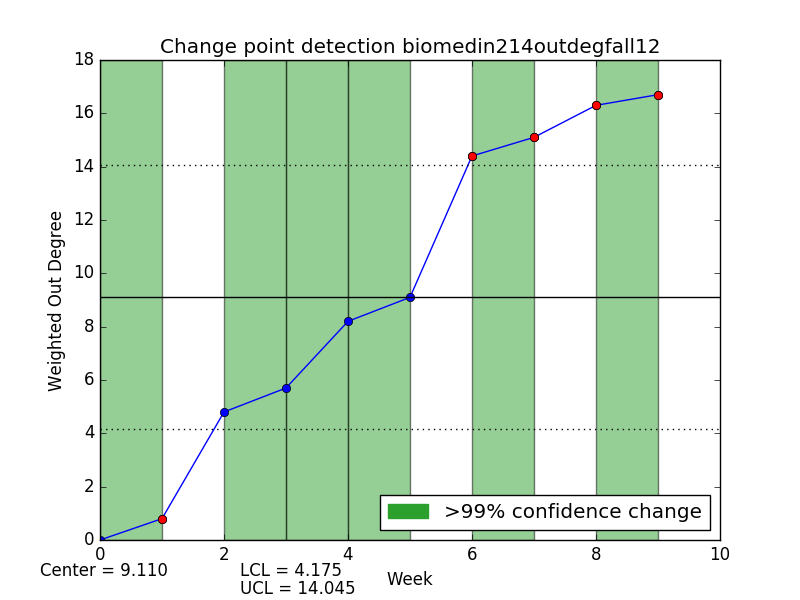 Change point detection biomedin214outdegfall12
18
16
14
12
10
8
6
4
2
0
Weighted Out Degree
>99% confidence change
0 2 4 6 8 10
Center = 9.110 LCL = 4.175
Week
UCL = 14.045